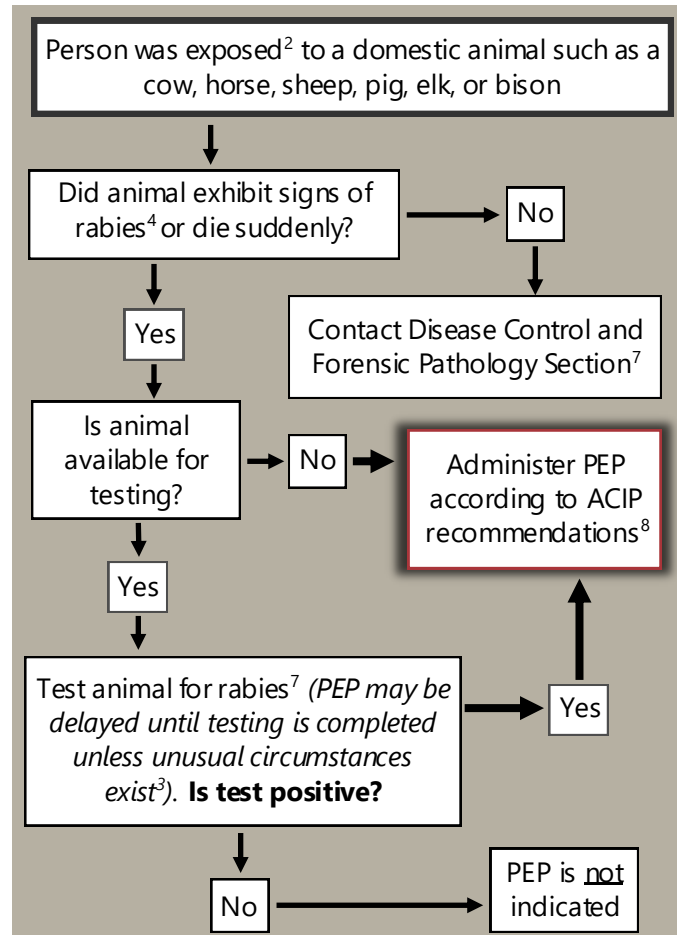 Person was exposed² to a domestic animal such as a
cow, horse, sheep, pig, elk, or bison
Did animal exhibit signs of
rabies⁴ or die suddenly?
No
Yes
Contact Disease Control and
Forensic Pathology Section⁷
Is animal
available for
testing?
No
Administer PEP
according to ACIP
recommendations⁸
Yes
Test animal for rabies⁷ (PEP may be
delayed until testing is completed
unless unusual circumstances
exist³). Is test positive?
Yes
No
PEP is not
indicated